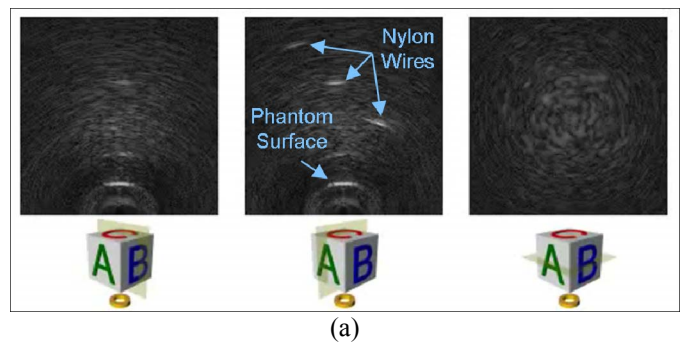 Nylon
Wires
Phantom
Surface
C
A B
C
A B
C
A B
(a)